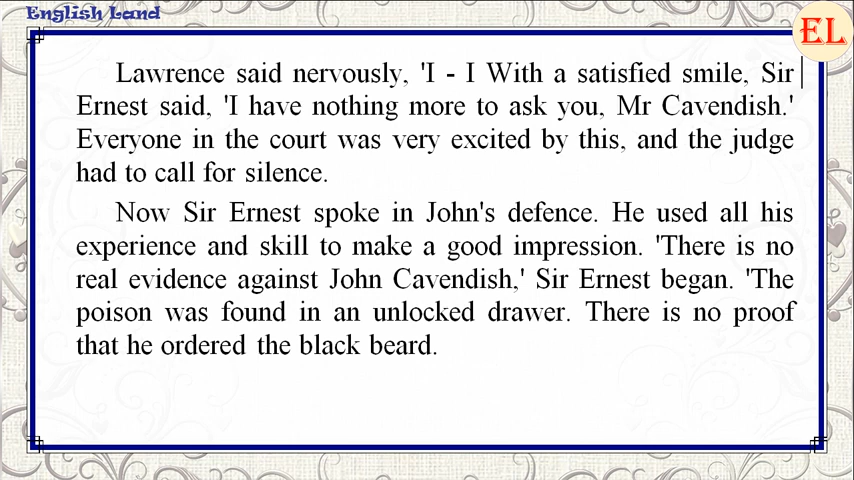 English Land
EL
Lawrence said nervously, 'I - I With a satisfied smile, Sir
Ernest said, 'I have nothing more to ask you, Mr Cavendish.'
Everyone in the court was very excited by this, and the judge
had to call for silence.
Now Sir Ernest spoke in John's defence. He used all his
experience and skill to make a good impression. 'There is no
real evidence against John Cavendish,' Sir Ernest began. 'The
poison was found in an unlocked drawer. There is no proof
that he ordered the black beard.